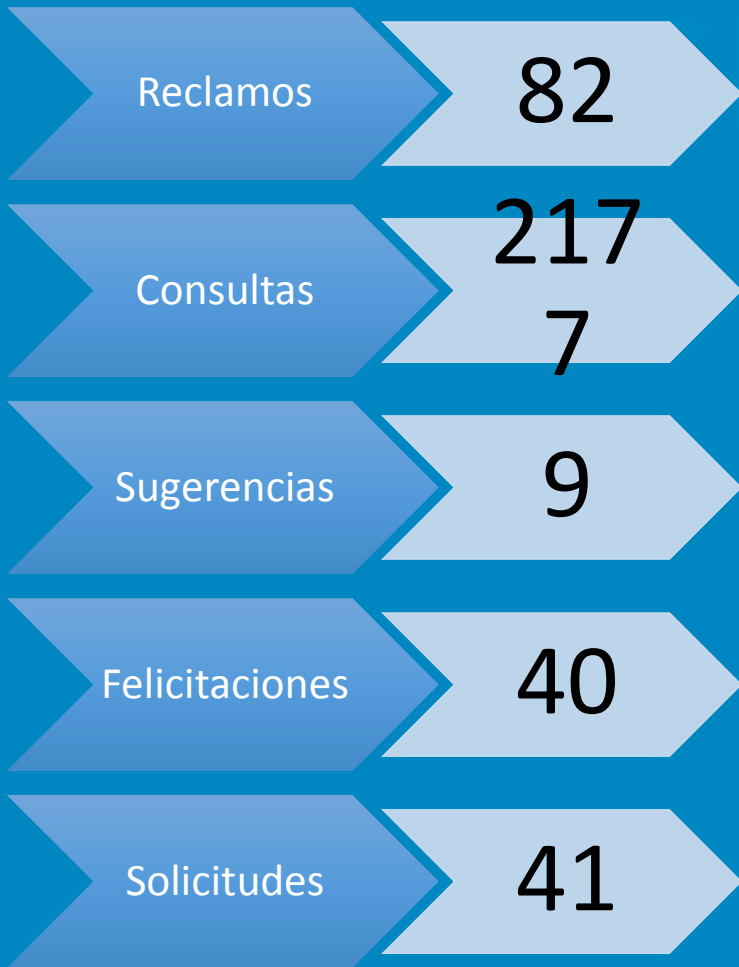 Reclamos
82
Consultas
217
7
Sugerencias
9
Felicitaciones
40
Solicitudes
41